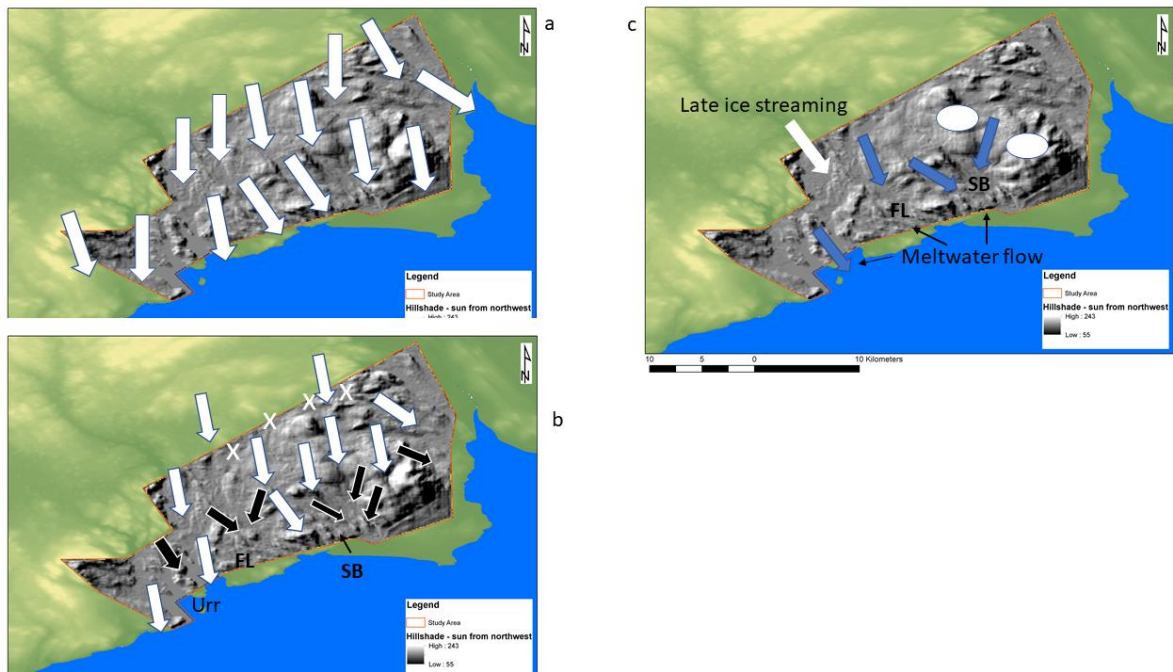 a
N
Legend
Study Area
Hillshade - sun from northwest
High : 243
b
N
X X X X
FL
SB
Urr
Legend
Study Area
Hillshade - sun from northwest
High : 243
Low : 55
c
N
Late ice streaming
SB
FL
Meltwater flow
Legend
Study Area
Hillshade - sun from northwest
High : 243
Low : 55
10 5 0 10 Kilometers